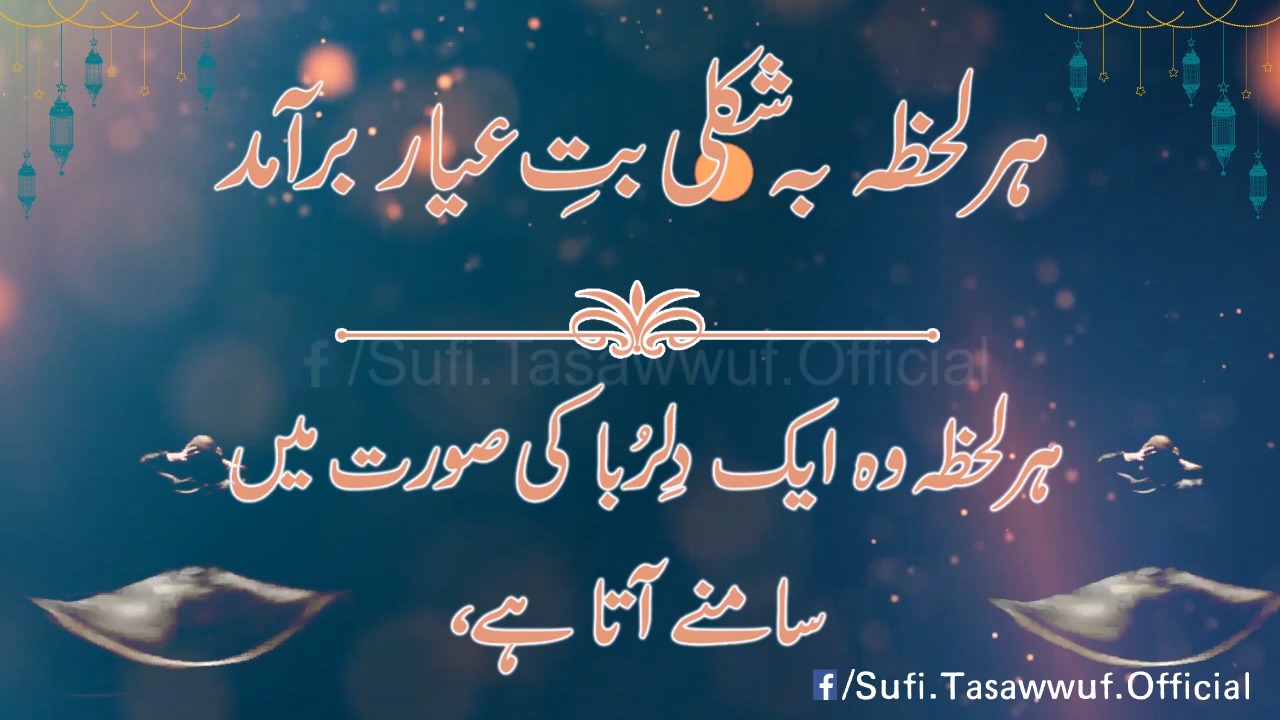 ہر لحظہ بہ شکلی بتِ عیار برآمد
/Sufi.Tasawwuf.Official
ہر لحظہ وہ ایک دِلرُبا کی صورت میں
سامنے آتا ہے،
/Sufi.Tasawwuf.Official